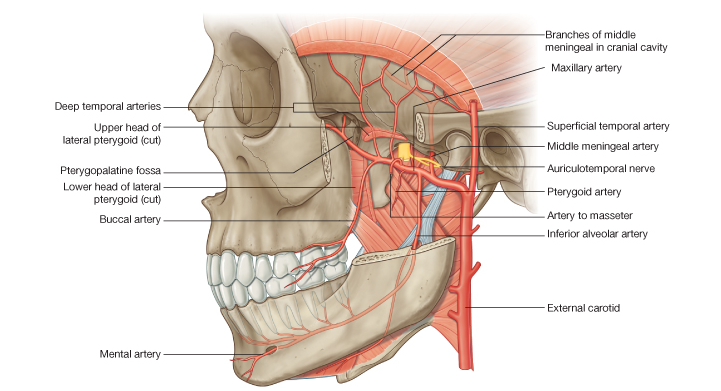 Branches of middle
meningeal in cranial cavity
Maxillary artery
Deep temporal arteries
Upper head of
lateral pterygoid (cut)
Pterygopalatine fossa
Lower head of lateral
pterygoid (cut)
Buccal artery
Mental artery
Superficial temporal artery
Middle meningeal artery
Auriculotemporal nerve
Pterygoid artery
Artery to masseter
Inferior alveolar artery
External carotid